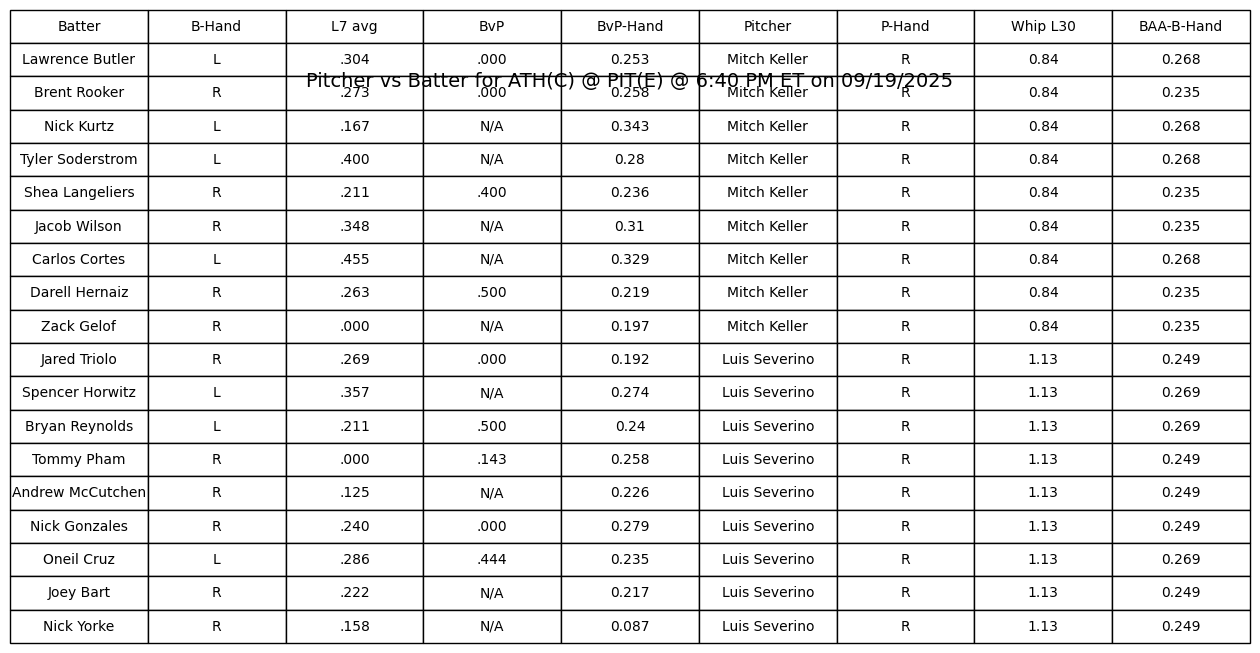 Batter B-Hand L7 avg BvP BvP-Hand Pitcher P-Hand Whip L30 BAA-B-Hand
Lawrence Butler L .304 .000 0.253 Mitch Keller R 0.84 0.268
Pitcher vs Batter for ATH(C) @ PIT(E) @ 6:40 PM ET on 09/19/2025
Brent Rooker R .273 .000 0.258 Mitch Keller R 0.84 0.235
Nick Kurtz L .167 N/A 0.343 Mitch Keller R 0.84 0.268
Tyler Soderstrom L .400 N/A 0.28 Mitch Keller R 0.84 0.268
Shea Langeliers R .211 .400 0.236 Mitch Keller R 0.84 0.235
Jacob Wilson R .348 N/A 0.31 Mitch Keller R 0.84 0.235
Carlos Cortes L .455 N/A 0.329 Mitch Keller R 0.84 0.268
Darell Hernaiz R .263 .500 0.219 Mitch Keller R 0.84 0.235
Zack Gelof R .000 N/A 0.197 Mitch Keller R 0.84 0.235
Jared Triolo R .269 .000 0.192 Luis Severino R 1.13 0.249
Spencer Horwitz L .357 N/A 0.274 Luis Severino R 1.13 0.269
Bryan Reynolds L .211 .500 0.24 Luis Severino R 1.13 0.269
Tommy Pham R .000 .143 0.258 Luis Severino R 1.13 0.249
Andrew McCutchen R .125 N/A 0.226 Luis Severino R 1.13 0.249
Nick Gonzales R .240 .000 0.279 Luis Severino R 1.13 0.249
Oneil Cruz L .286 .444 0.235 Luis Severino R 1.13 0.269
Joey Bart R .222 N/A 0.217 Luis Severino R 1.13 0.249
Nick Yorke R .158 N/A 0.087 Luis Severino R 1.13 0.249